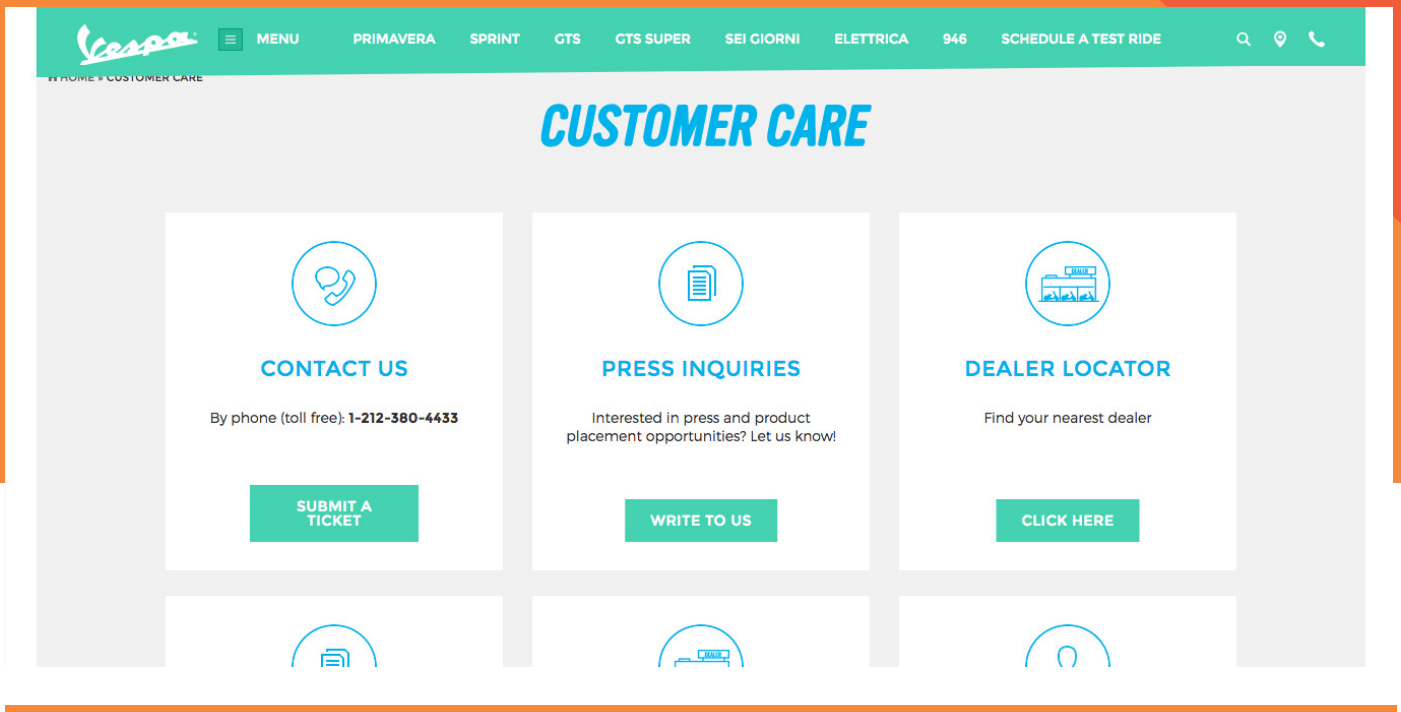 Vespa
MENU
PRIMAVERA
SPRINT
GTS
GTS SUPER
SEI GIORNI
ELETTRICA
946
SCHEDULE A TEST RIDE
HOME » CUSTOMER CARE
CUSTOMER CARE
CONTACT US
By phone (toll free): 1-212-380-4433
SUBMIT A
TICKET
PRESS INQUIRIES
Interested in press and product
placement opportunities? Let us know!
WRITE TO US
DEALER
DEALER LOCATOR
Find your nearest dealer
CLICK HERE
DEALER